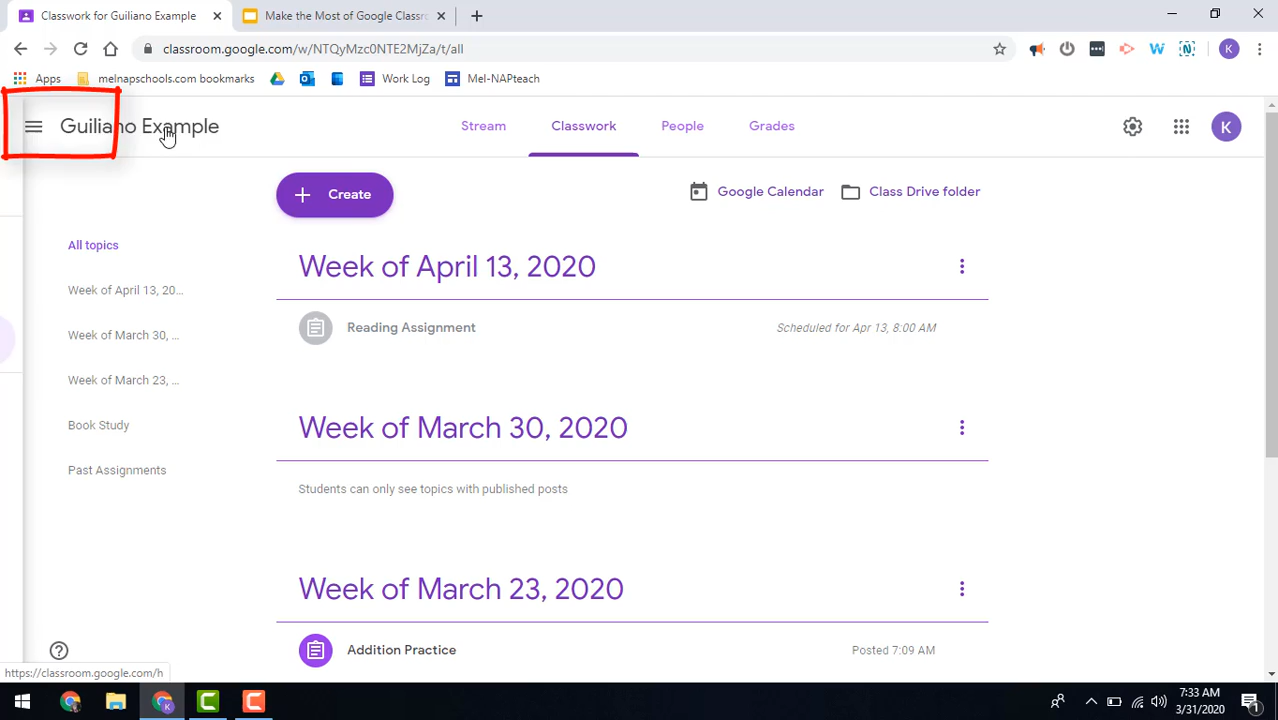 Classwork for Guiliano Example
Make the Most of Google Classro
classroom.google.com/w/NTQyMzc0NTE2MjZa/t/all
K
Apps
melnapschools.com bookmarks
Work Log
Mel-NAPteach
Guiliano Example
Stream
Classwork
People
Grades
K
Create
Google Calendar
Class Drive folder
All topics
Week of April 13, 20...
Week of March 30, ...
Week of March 23, ...
Book Study
Past Assignments
Week of April 13, 2020
Reading Assignment
Scheduled for Apr 13, 8:00 AM
Week of March 30, 2020
Students can only see topics with published posts
Week of March 23, 2020
Addition Practice
Posted 7:09 AM
https://classroom.google.com/h
7:33 AM
3/31/2020
1